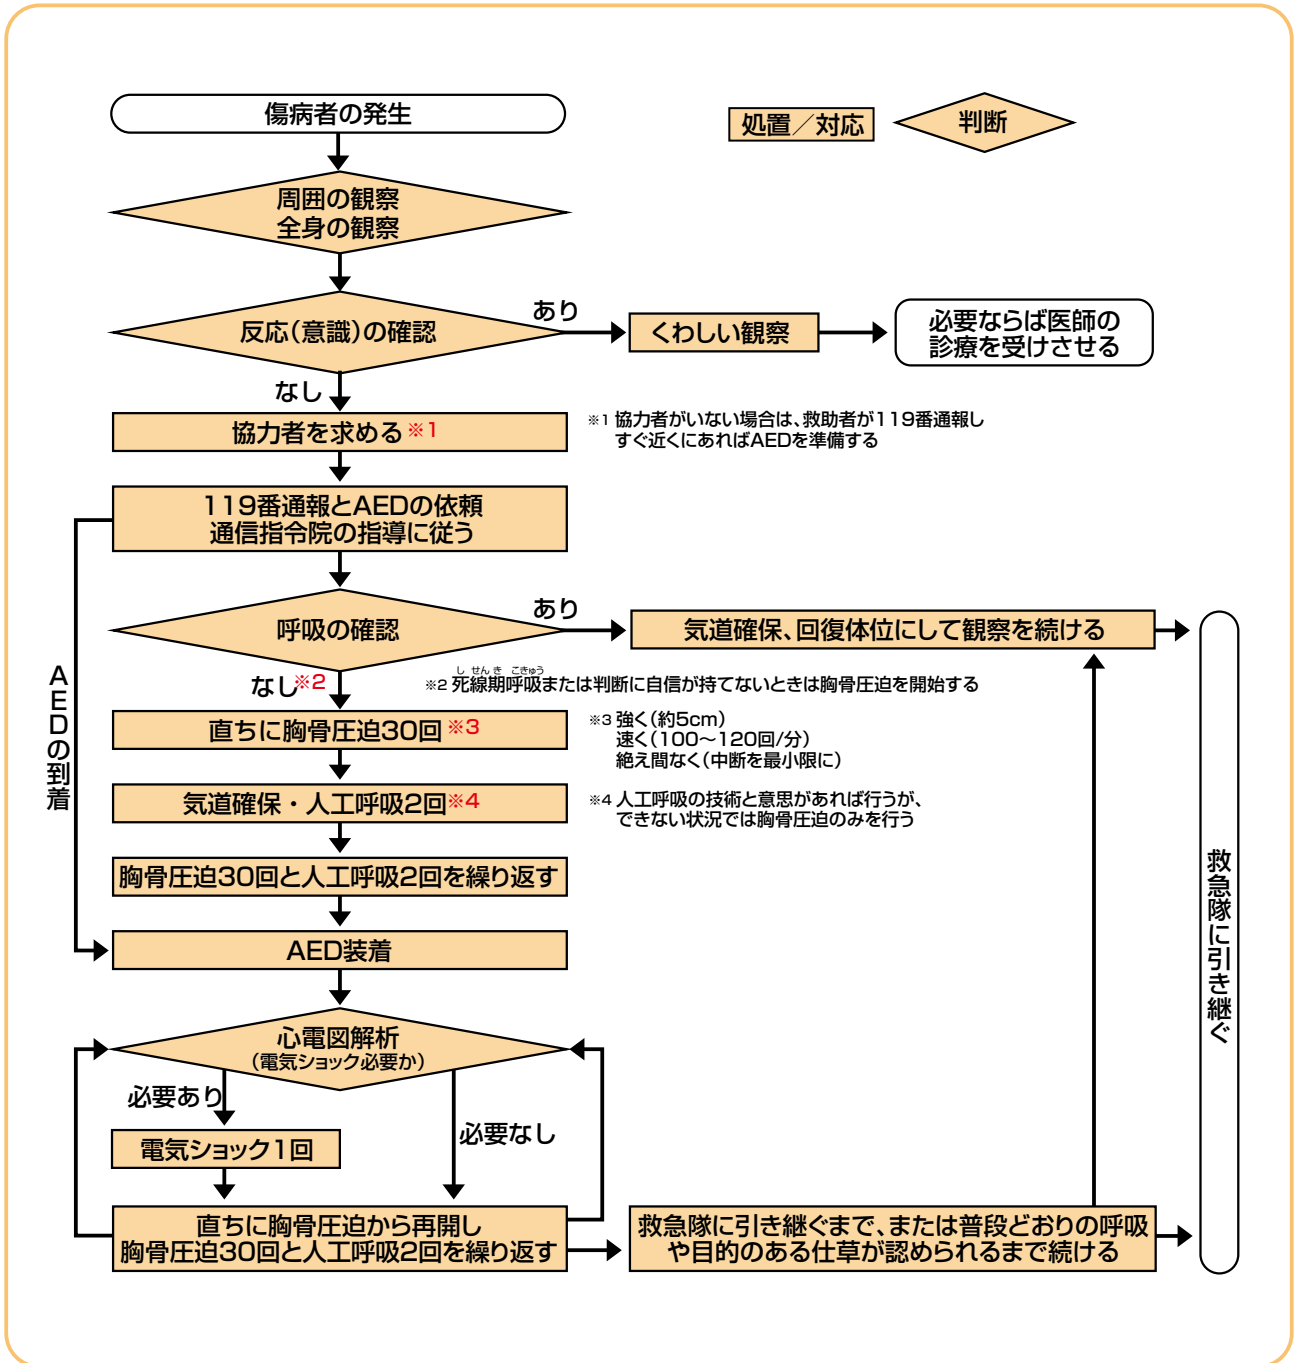 傷病者の発生
処置／対応
判断
周囲の観察
全身の観察
反応（意識）の確認
あり
くわしい観察
必要ならば医師の
診療を受けさせる
なし
協力者を求める※1
※1 協力者がいない場合は、救助者が119番通報し
すぐ近くにあればAEDを準備する
119番通報とAEDの依頼
通信指令院の指導に従う
呼吸の確認
あり
気道確保、回復体位にして観察を続ける
なし※2
し せん き こきゅう
※2 死線期呼吸または判断に自信が持てないときは胸骨圧迫を開始する
直ちに胸骨圧迫30回※3
※3 強く（約5cm）
速く（100〜120回/分）
絶え間なく（中断を最小限に）
気道確保・人工呼吸2回※4
※4 人工呼吸の技術と意思があれば行うが、
できない状況では胸骨圧迫のみを行う
胸骨圧迫30回と人工呼吸2回を繰り返す
AEDの到着
AED装着
心電図解析
（電気ショック必要か）
必要あり
必要なし
電気ショック1回
直ちに胸骨圧迫から再開し
胸骨圧迫30回と人工呼吸2回を繰り返す
救急隊に引き継ぐまで、または普段どおりの呼吸
や目的のある仕草が認められるまで続ける
救急隊に引き継ぐ